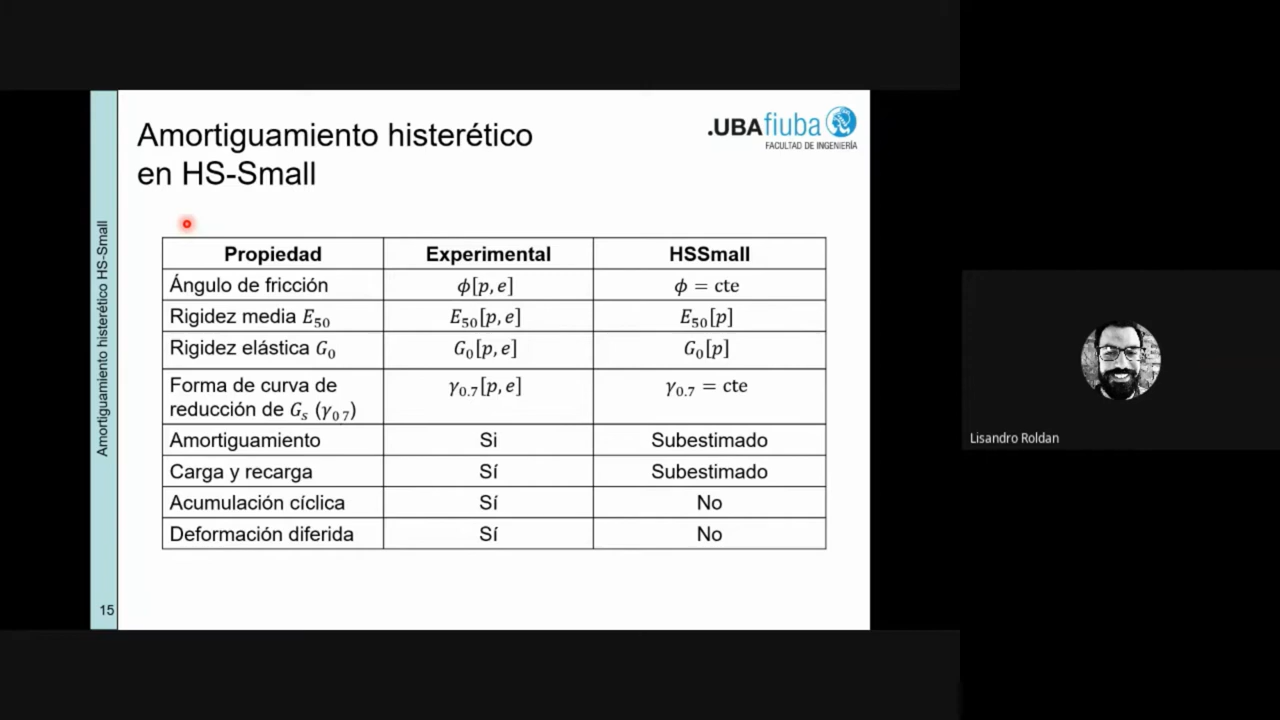 Amortiguamiento histerético
en HS-Small
.UBAfiuba
FACULTAD DE INGENIERÍA
Amortiguamiento histerético HS-Small
Propiedad Experimental HSSmall
Ángulo de fricción ϕ[p, e] ϕ = cte
Rigidez media E₅₀ E₅₀[p, e] E₅₀[p]
Rigidez elástica G₀ G₀[p, e] G₀[p]
Forma de curva de
reducción de Gₛ (γ₀ ₇) γ₀.₇[p, e] γ₀.₇ = cte
Amortiguamiento Si Subestimado
Carga y recarga Sí Subestimado
Acumulación cíclica Sí No
Deformación diferida Sí No
15
Lisandro Roldan